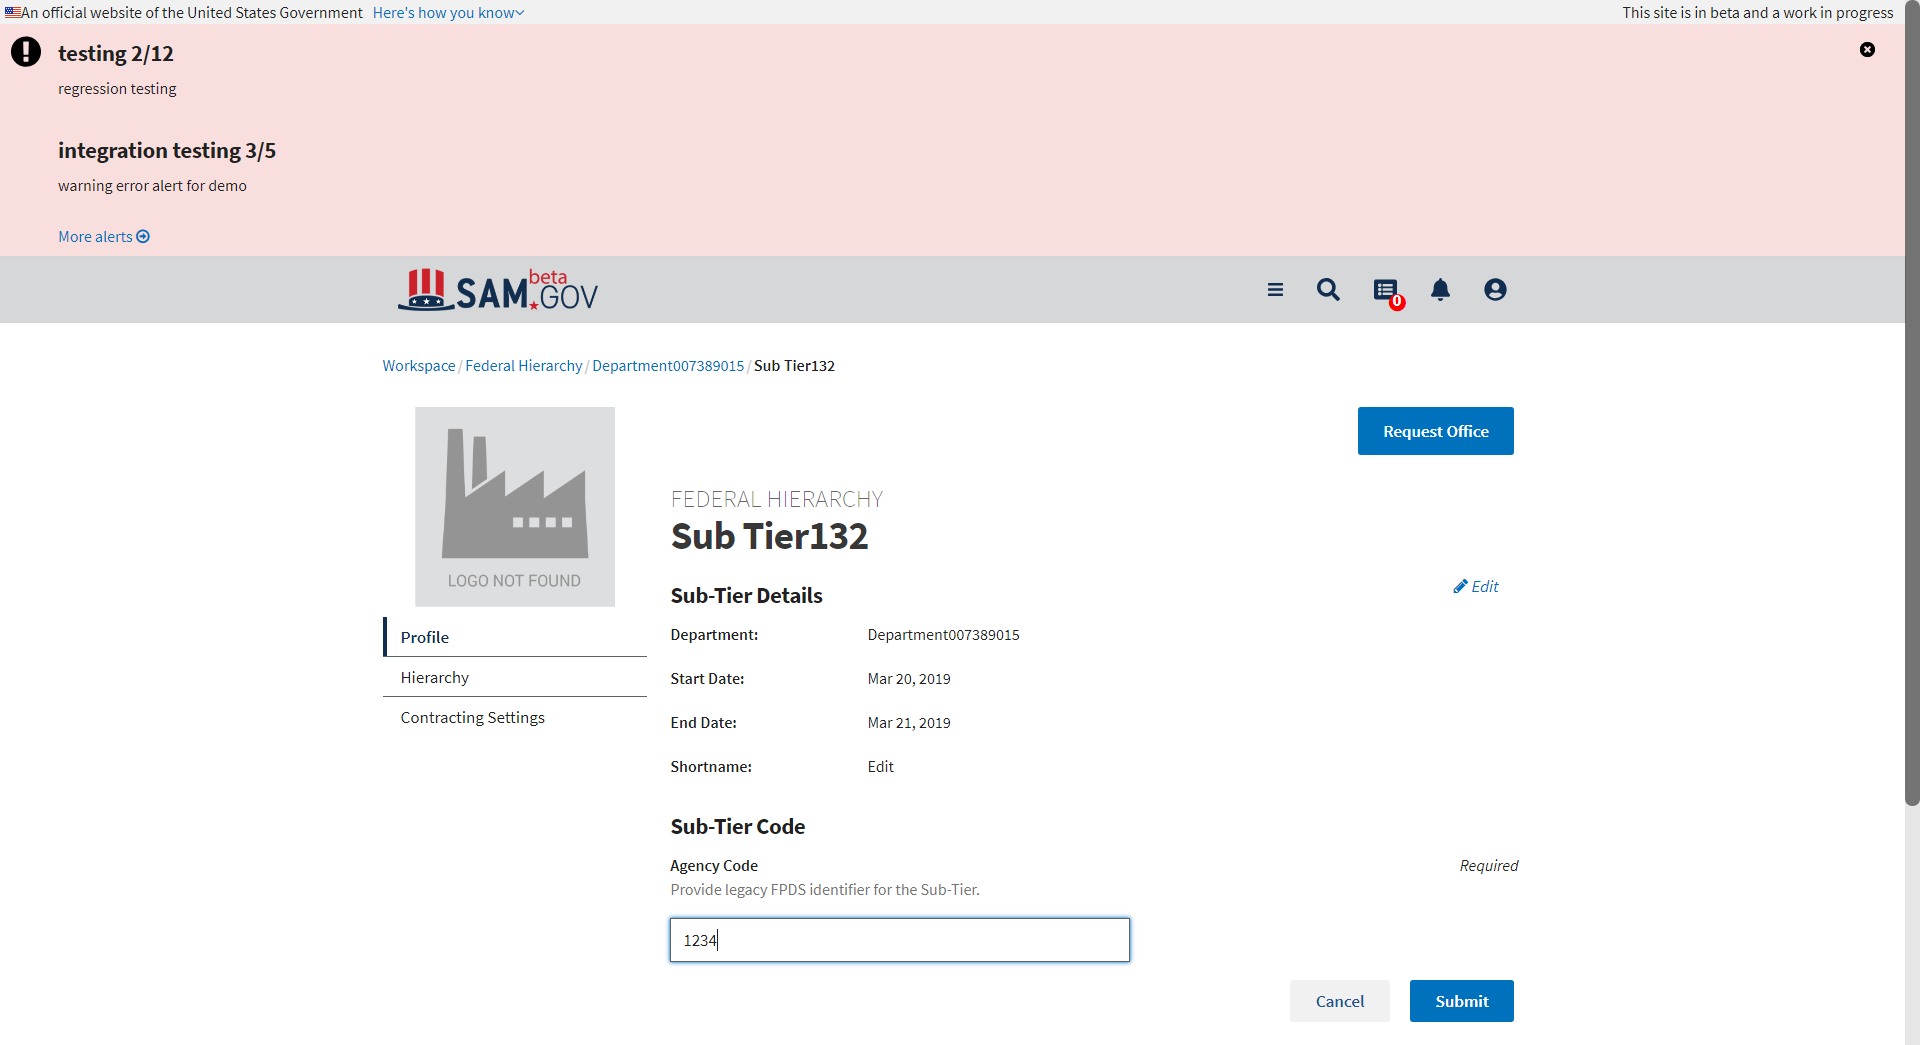 An official website of the United States Government Here's how you know
This site is in beta and a work in progress
testing 2/12
regression testing
integration testing 3/5
warning error alert for demo
More alerts
SAM beta .GOV
0
Workspace / Federal Hierarchy / Department007389015 / Sub Tier132
LOGO NOT FOUND
Request Office
FEDERAL HIERARCHY
Sub Tier132
Profile
Hierarchy
Contracting Settings
Sub-Tier Details
Edit
Department: Department007389015
Start Date: Mar 20, 2019
End Date: Mar 21, 2019
Shortname: Edit
Sub-Tier Code
Agency Code Required
Provide legacy FPDS identifier for the Sub-Tier.
1234
Cancel Submit